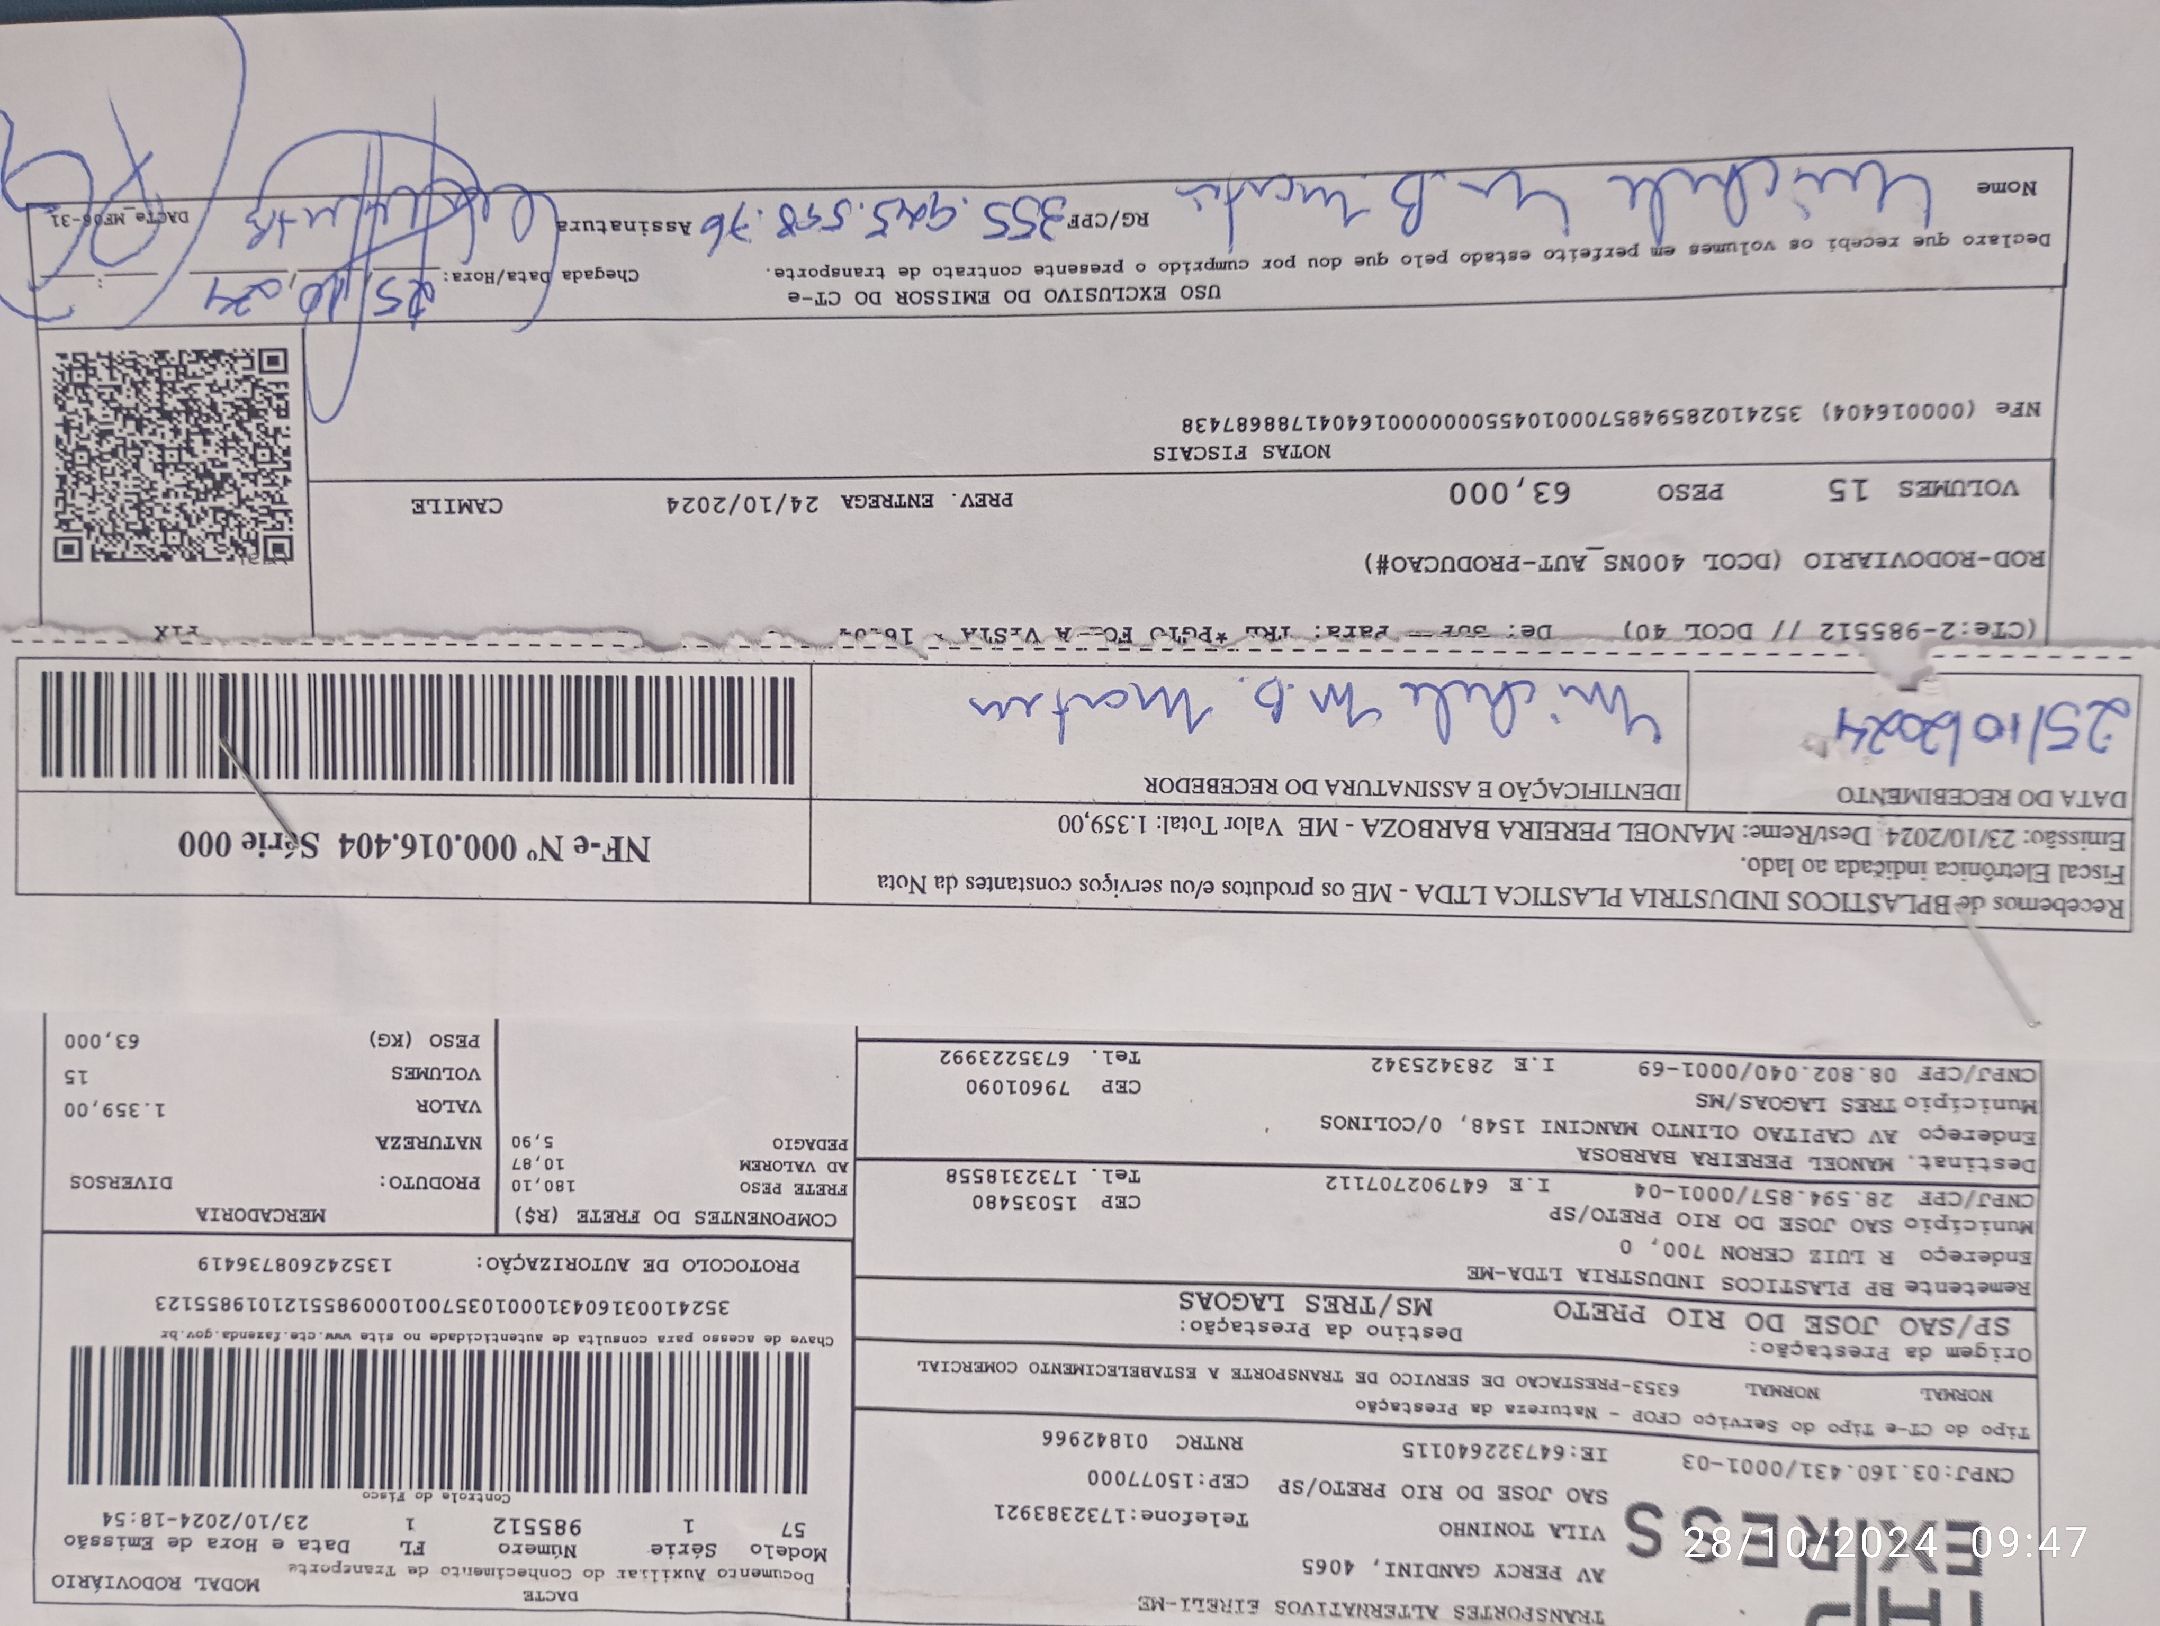 TRANSPORTES ALTERNATIVOS EIRELI-ME
AV PERCY GANDINI, 4065
VILA TONINHO Telefone:1732383921
SAO JOSE DO RIO PRETO/SP CEP:15077000
CNPJ:03.160.431/0001-03 IE:647322640115 RNTRC 01842966
EXPRESS
28/10/2024 09:47
DACTE MODAL RODOVIÁRIO
Documento Auxiliar do Conhecimento de Transporte
Modelo Série Número FL Data e Hora de Emissão
57 1 985512 1 23/10/2024-18:54
Controle do Fisco
Chave de acesso para consulta de autenticidade no site www.cte.fazenda.gov.br
35241003160431000103570010009855121019855123
PROTOCOLO DE AUTORIZAÇÃO: 135242608736419
Tipo do CT-e Tipo do Serviço CFOP - Natureza da Prestação
NORMAL NORMAL 6353-PRESTACAO DE SERVICO DE TRANSPORTE A ESTABELECIMENTO COMERCIAL
Origem da Prestação: Destino da Prestação:
SP/SAO JOSE DO RIO PRETO MS/TRES LAGOAS
Remetente BP PLASTICOS INDUSTRIA LTDA-ME
Endereço R LUIZ CERON 700, 0
Município SAO JOSE DO RIO PRETO/SP CEP 15035480
CNPJ/CPF 28.594.857/0001-04 I.E 647902707112 Tel. 1732318558
Destinat. MANOEL PEREIRA BARBOSA
Endereço AV CAPITAO OLINTO MANCINI 1548, 0/COLINOS
Município TRES LAGOAS/MS CEP 79601090
CNPJ/CPF 08.802.040/0001-69 I.E 283425342 Tel. 6735223992
COMPONENTES DO FRETE (R$)
FRETE PESO 180,10
AD VALOREM 10,87
PEDAGIO 5,90
MERCADORIA
PRODUTO: DIVERSOS
NATUREZA
VALOR 1.359,00
VOLUMES 15
PESO (KG) 63,000
Recebemos de BPLASTICOS INDUSTRIA PLASTICA LTDA - ME os produtos e/ou serviços constantes da Nota
Fiscal Eletrônica indicada ao lado.
Emissão: 23/10/2024 Dest/Reme: MANOEL PEREIRA BARBOZA - ME Valor Total: 1.359,00
NF-e Nº 000.016.404 Série 000
DATA DO RECEBIMENTO IDENTIFICAÇÃO E ASSINATURA DO RECEBEDOR
25/10/2024 Michele M.B. Martins
(CTe:2-985512 // DCOL 40) De: Para: TRL *PGTO A VISTA PIX
ROD-RODOVIARIO (DCOL 400NS_AUT-PRODUCAO#)
VOLUMES 15 PESO 63,000 PREV. ENTREGA 24/10/2024 CAMILE
NOTAS FISCAIS
NFe (000016404) 35241028594857000104550000000164041788687438
USO EXCLUSIVO DO EMISSOR DO CT-e
Declaro que recebi os volumes em perfeito estado pelo que dou por cumprido o presente contrato de transporte. Chegada Data/Hora: 25/10/24
Nome Michele M.B. Martins RG/CPF 355.945.598.76 Assinatura DACTe_MF06-31